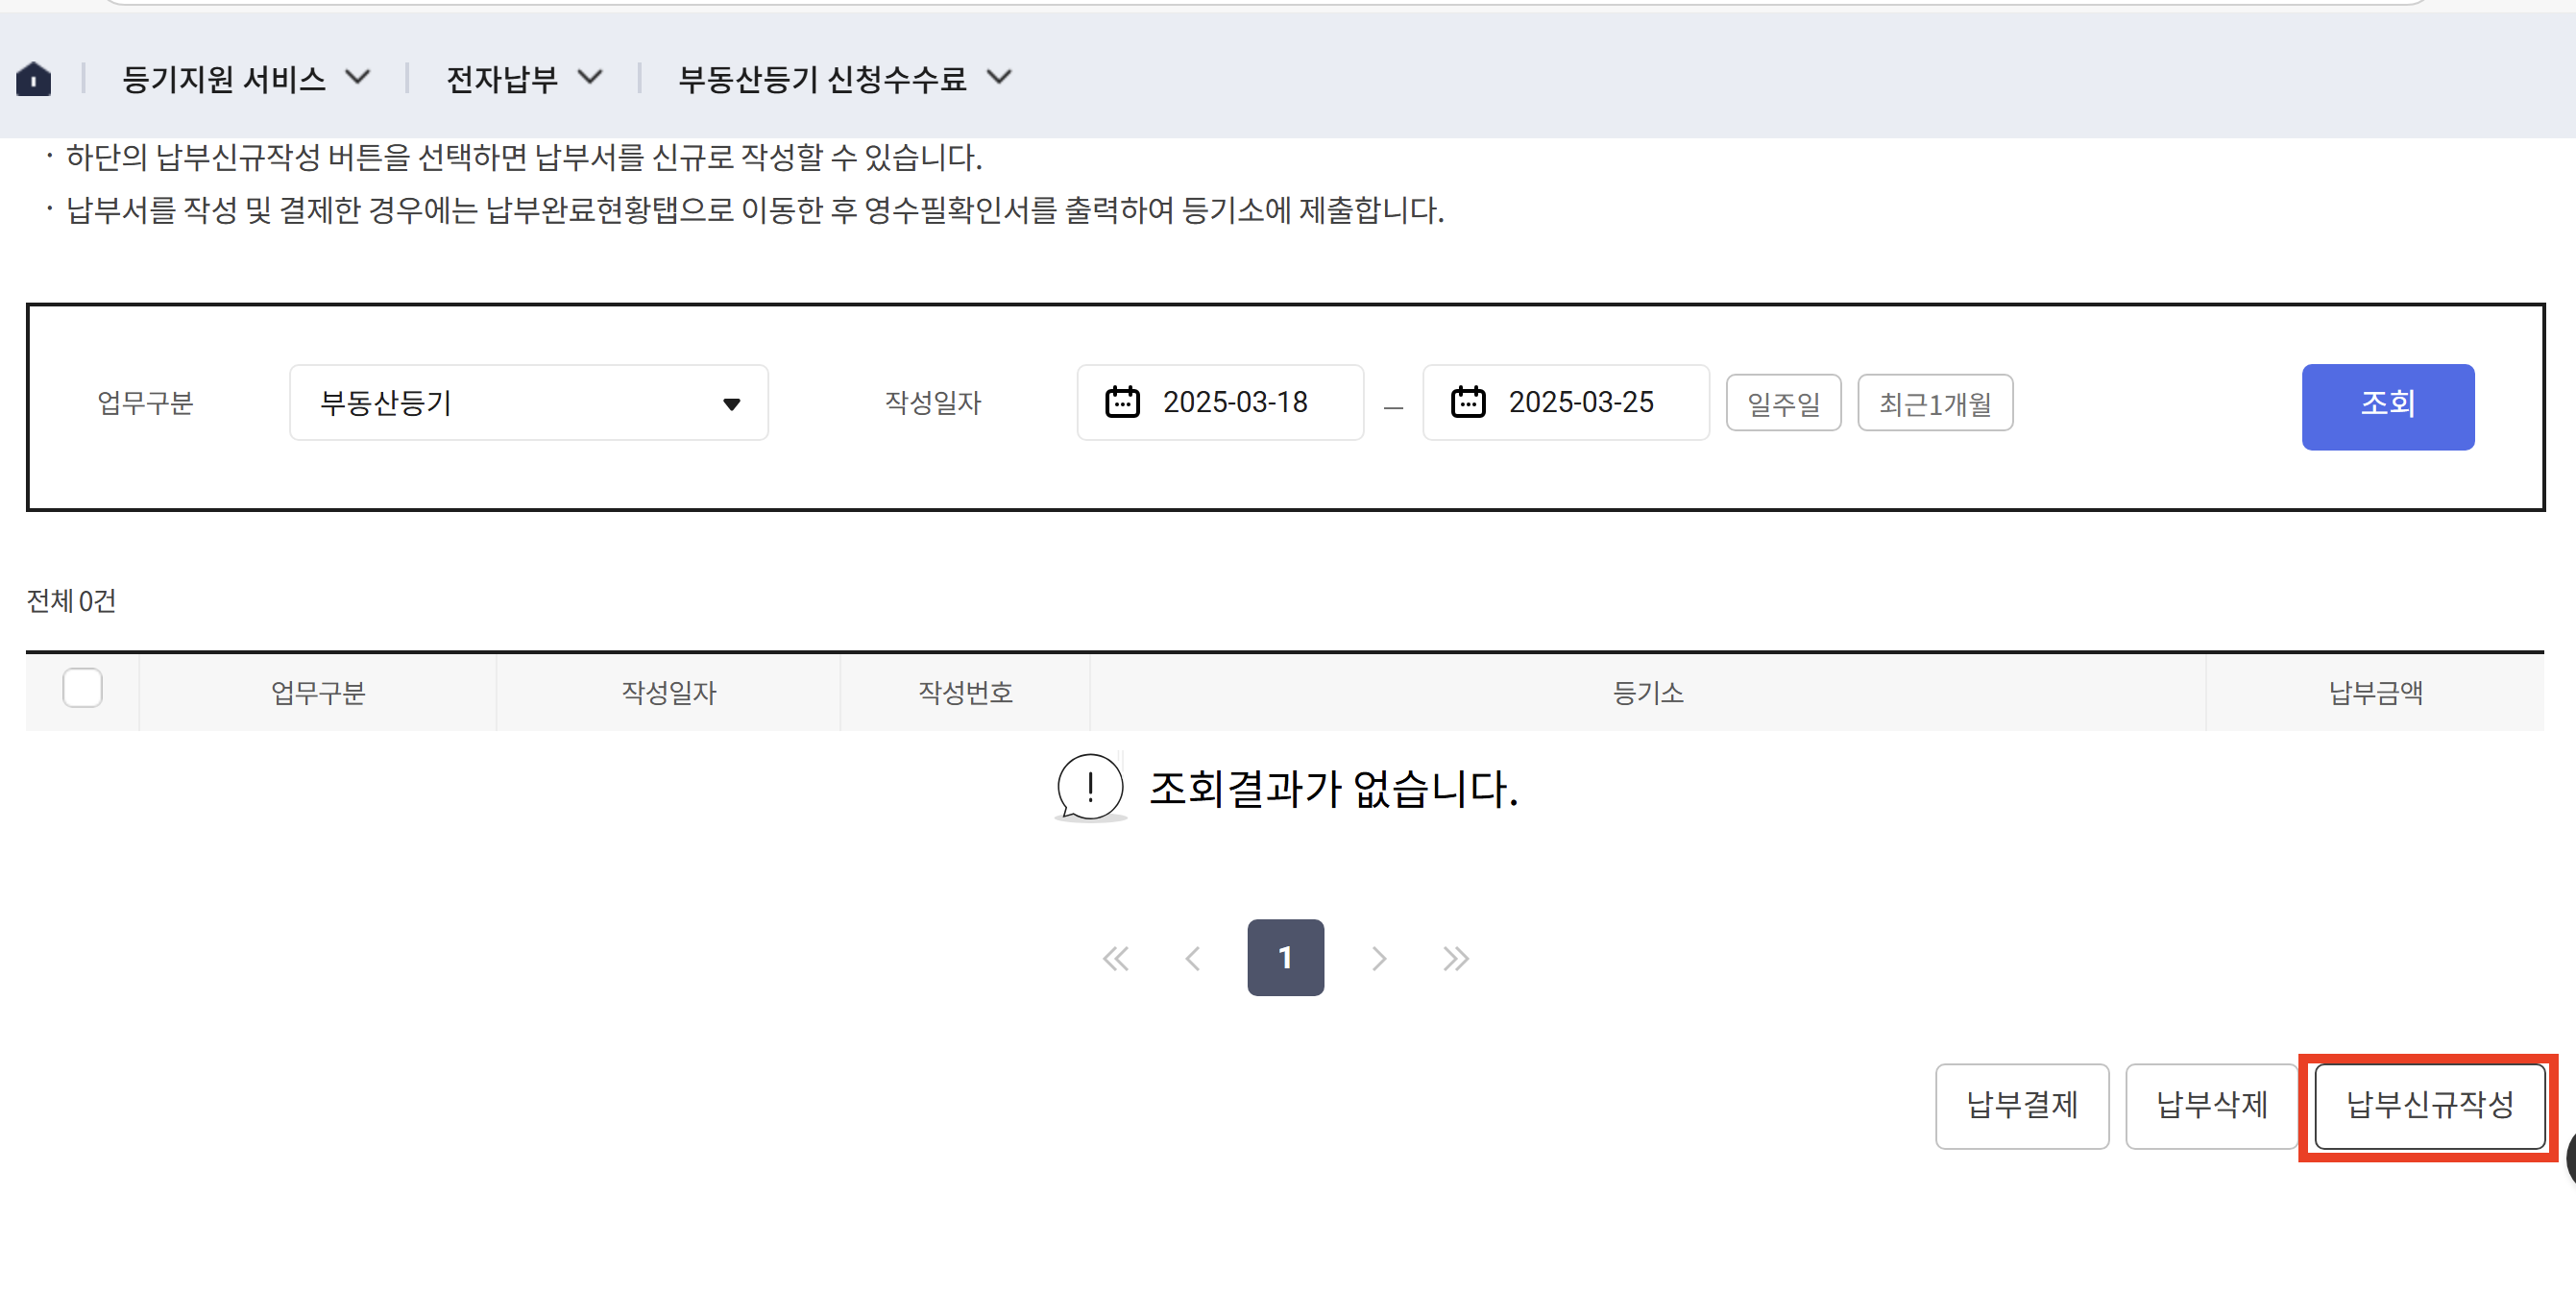 등기지원 서비스 전자납부 부동산등기 신청수수료
· 하단의 납부신규작성 버튼을 선택하면 납부서를 신규로 작성할 수 있습니다.
· 납부서를 작성 및 결제한 경우에는 납부완료현황탭으로 이동한 후 영수필확인서를 출력하여 등기소에 제출합니다.
업무구분 부동산등기 작성일자 2025-03-18 – 2025-03-25 일주일 최근1개월 조회
전체 0건
업무구분 작성일자 작성번호 등기소 납부금액
조회결과가 없습니다.
1
납부결제 납부삭제 납부신규작성